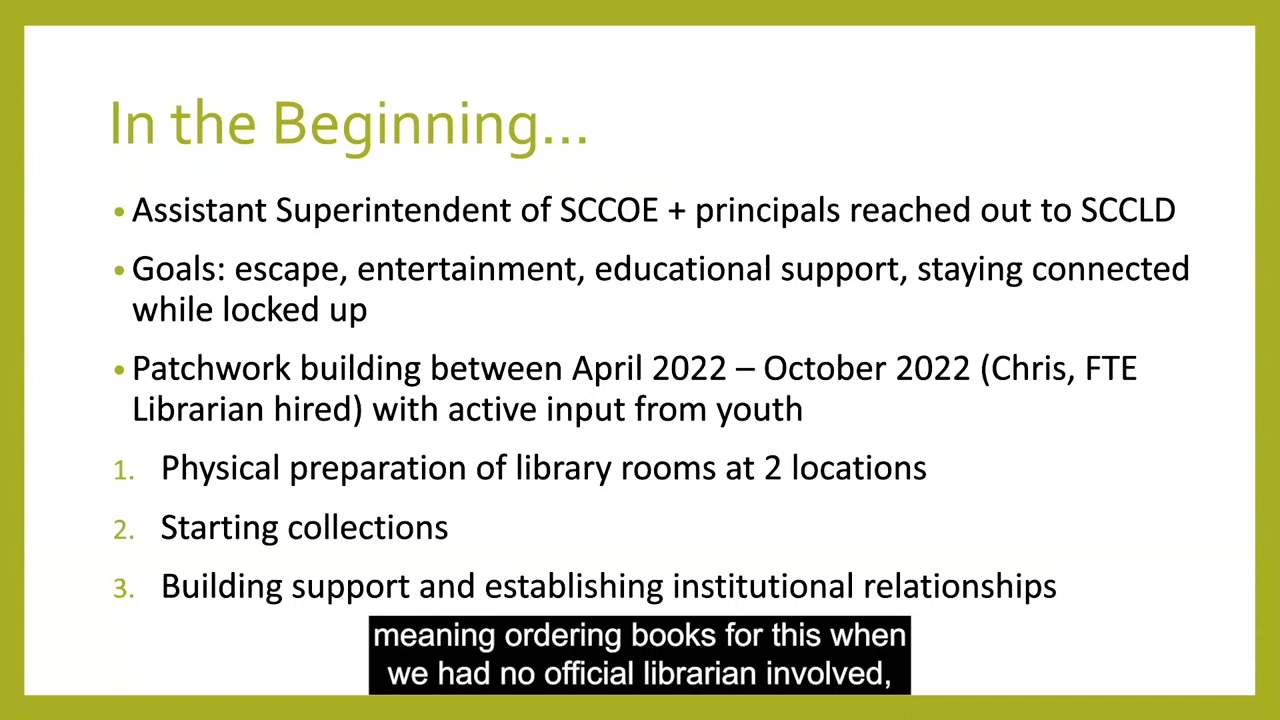 In the Beginning...
• Assistant Superintendent of SCCOE + principals reached out to SCCLD
• Goals: escape, entertainment, educational support, staying connected
while locked up
• Patchwork building between April 2022 – October 2022 (Chris, FTE
Librarian hired) with active input from youth
1. Physical preparation of library rooms at 2 locations
2. Starting collections
3. Building support and establishing institutional relationships
meaning ordering books for this when
we had no official librarian involved,